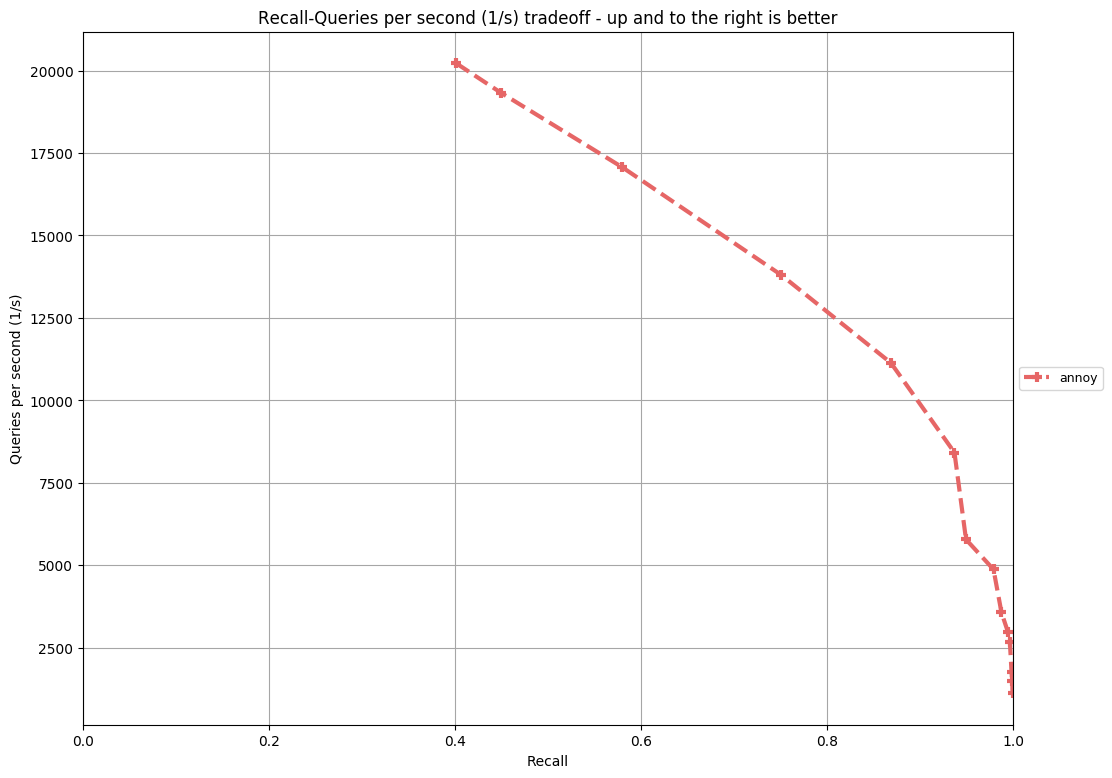 Recall-Queries per second (1/s) tradeoff - up and to the right is better
Queries per second (1/s)
20000
17500
15000
12500
10000
7500
5000
2500
0.0 0.2 0.4 0.6 0.8 1.0
Recall
annoy